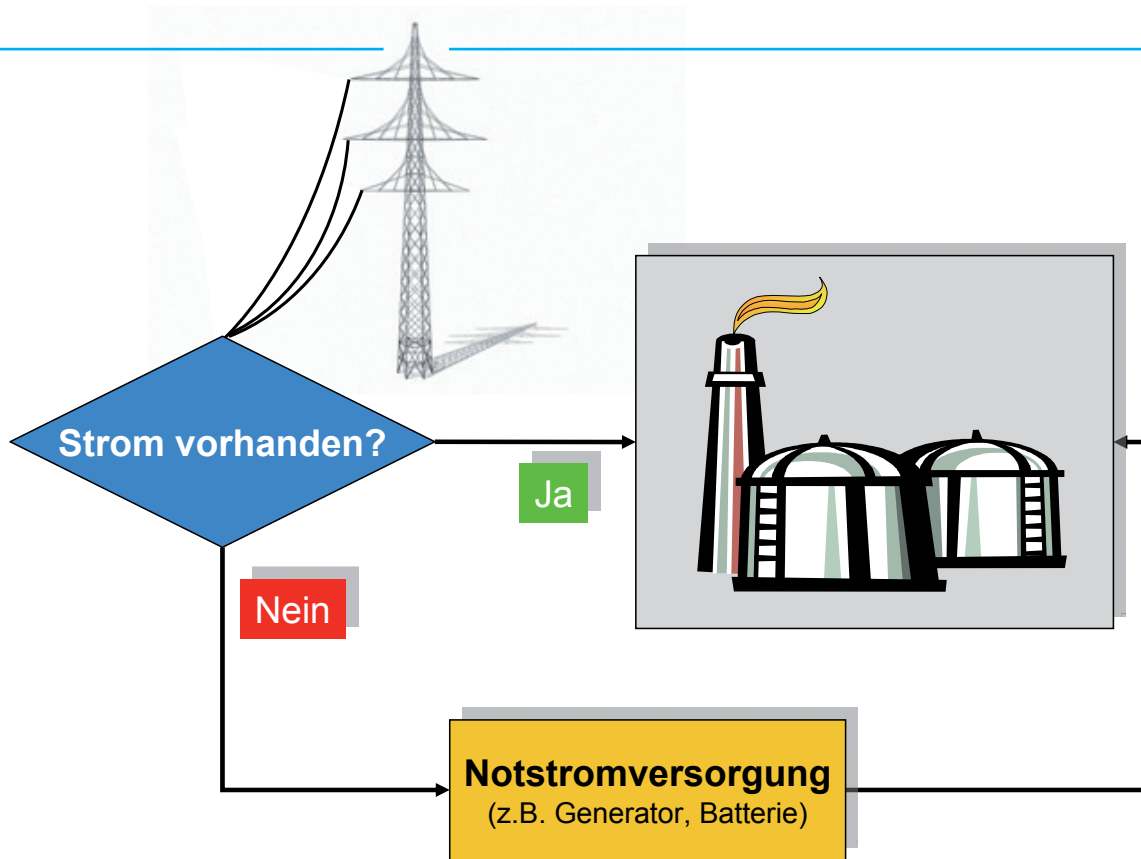 Strom vorhanden?
Ja
Nein
Notstromversorgung
(z.B. Generator, Batterie)